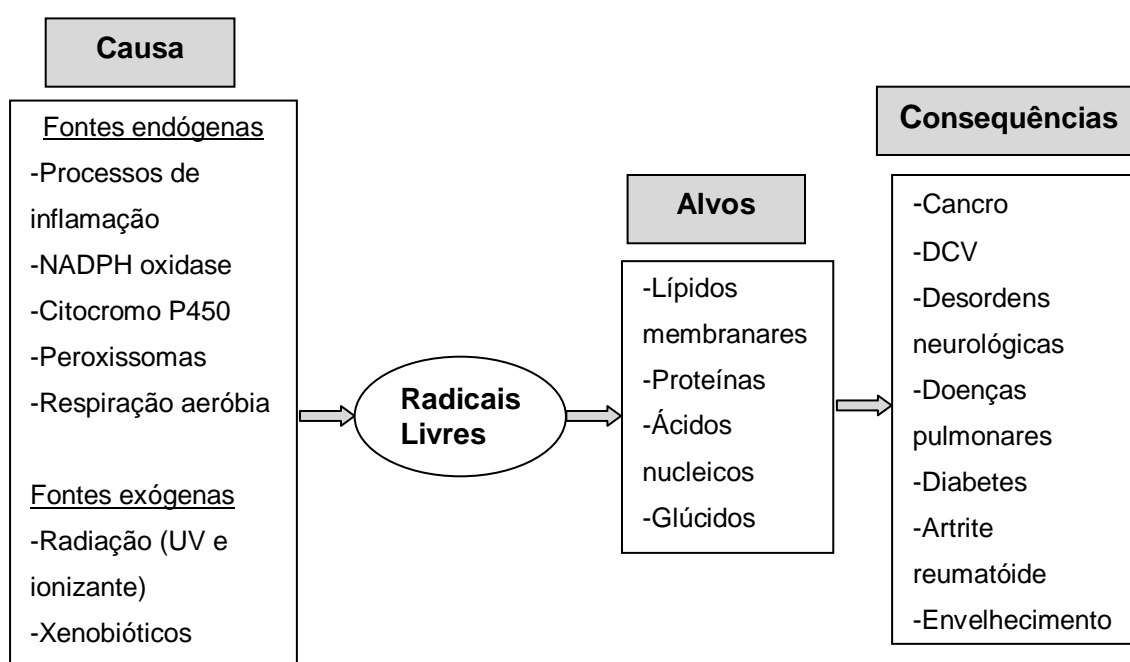 Causa
Fontes endógenas
-Processos de
inflamação
-NADPH oxidase
-Citocromo P450
-Peroxissomas
-Respiração aeróbia
Fontes exógenas
-Radiação (UV e
ionizante)
-Xenobióticos
Radicais
Livres
Alvos
-Lípidos
membranares
-Proteínas
-Ácidos
nucleicos
-Glúcidos
Consequências
-Cancro
-DCV
-Desordens
neurológicas
-Doenças
pulmonares
-Diabetes
-Artrite
reumatóide
-Envelhecimento